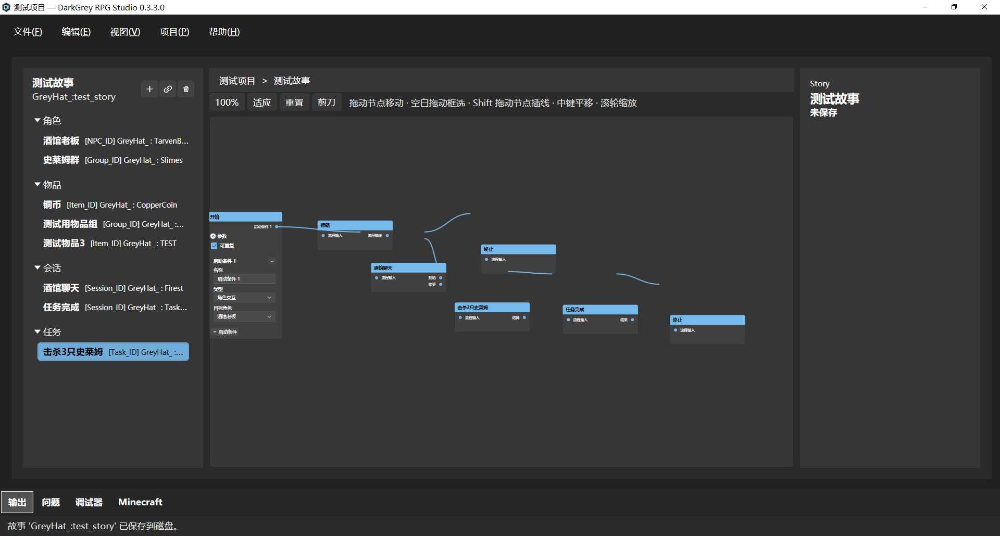 测试项目 — DarkGrey RPG Studio 0.3.3.0
文件(F) 编辑(E) 视图(V) 项目(P) 帮助(H)
测试故事
GreyHat_:test_story
角色
酒馆老板 [NPC_ID] GreyHat_ : TarvenB...
史莱姆群 [Group_ID] GreyHat_ : Slimes
物品
铜币 [Item_ID] GreyHat_ : CopperCoin
测试用物品组 [Group_ID] GreyHat_ :...
测试物品3 [Item_ID] GreyHat_ : TEST
会话
酒馆聊天 [Session_ID] GreyHat_ : Firest
任务完成 [Session_ID] GreyHat_ : Task...
任务
击杀3只史莱姆 [Task_ID] GreyHat_ :...
测试项目 > 测试故事
100% 适应 重置 剪刀 拖动节点移动 · 空白拖动框选 · Shift 拖动节点插线 · 中键平移 · 滚轮缩放
开始
启动条件 1
参数
可重复
启动条件 1
名称
启动条件 1
类型
角色交互
目标角色
酒馆老板
+ 启动条件
标题
流程输入 流程输出
酒馆聊天
流程输入 拒绝
接受
终止
流程输入
击杀3只史莱姆
流程输入 结算
任务完成
流程输入 结束
终止
流程输入
Story
测试故事
未保存
输出 问题 调试器 Minecraft
故事 'GreyHat_:test_story' 已保存到磁盘。